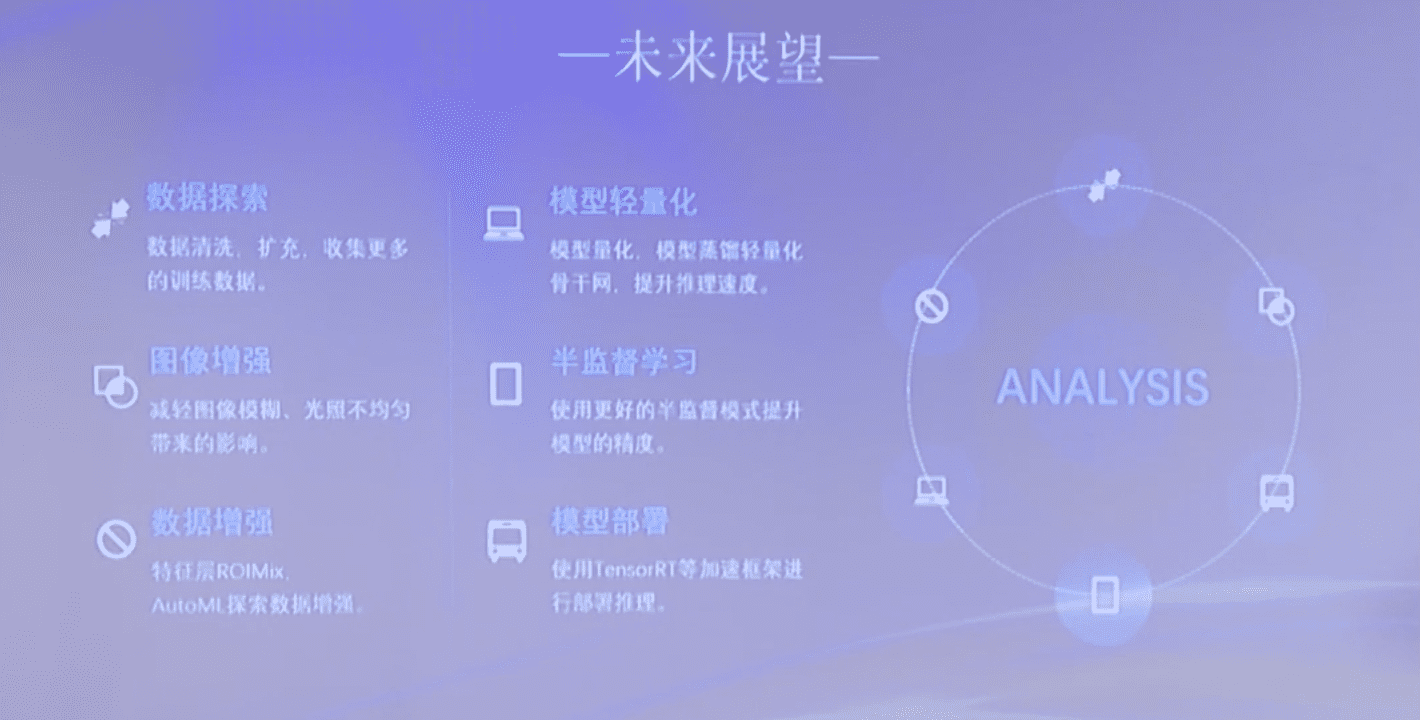 —未来展望—
数据探索
数据清洗，扩充，收集更多
的训练数据。
图像增强
减轻图像模糊、光照不均匀
带来的影响。
数据增强
特征层ROIMix,
AutoML探索数据增强。
模型轻量化
模型量化，模型蒸馏轻量化
骨干网，提升推理速度。
半监督学习
使用更好的半监督模式提升
模型的精度。
模型部署
使用TensorRT等加速框架进
行部署推理。
ANALYSIS